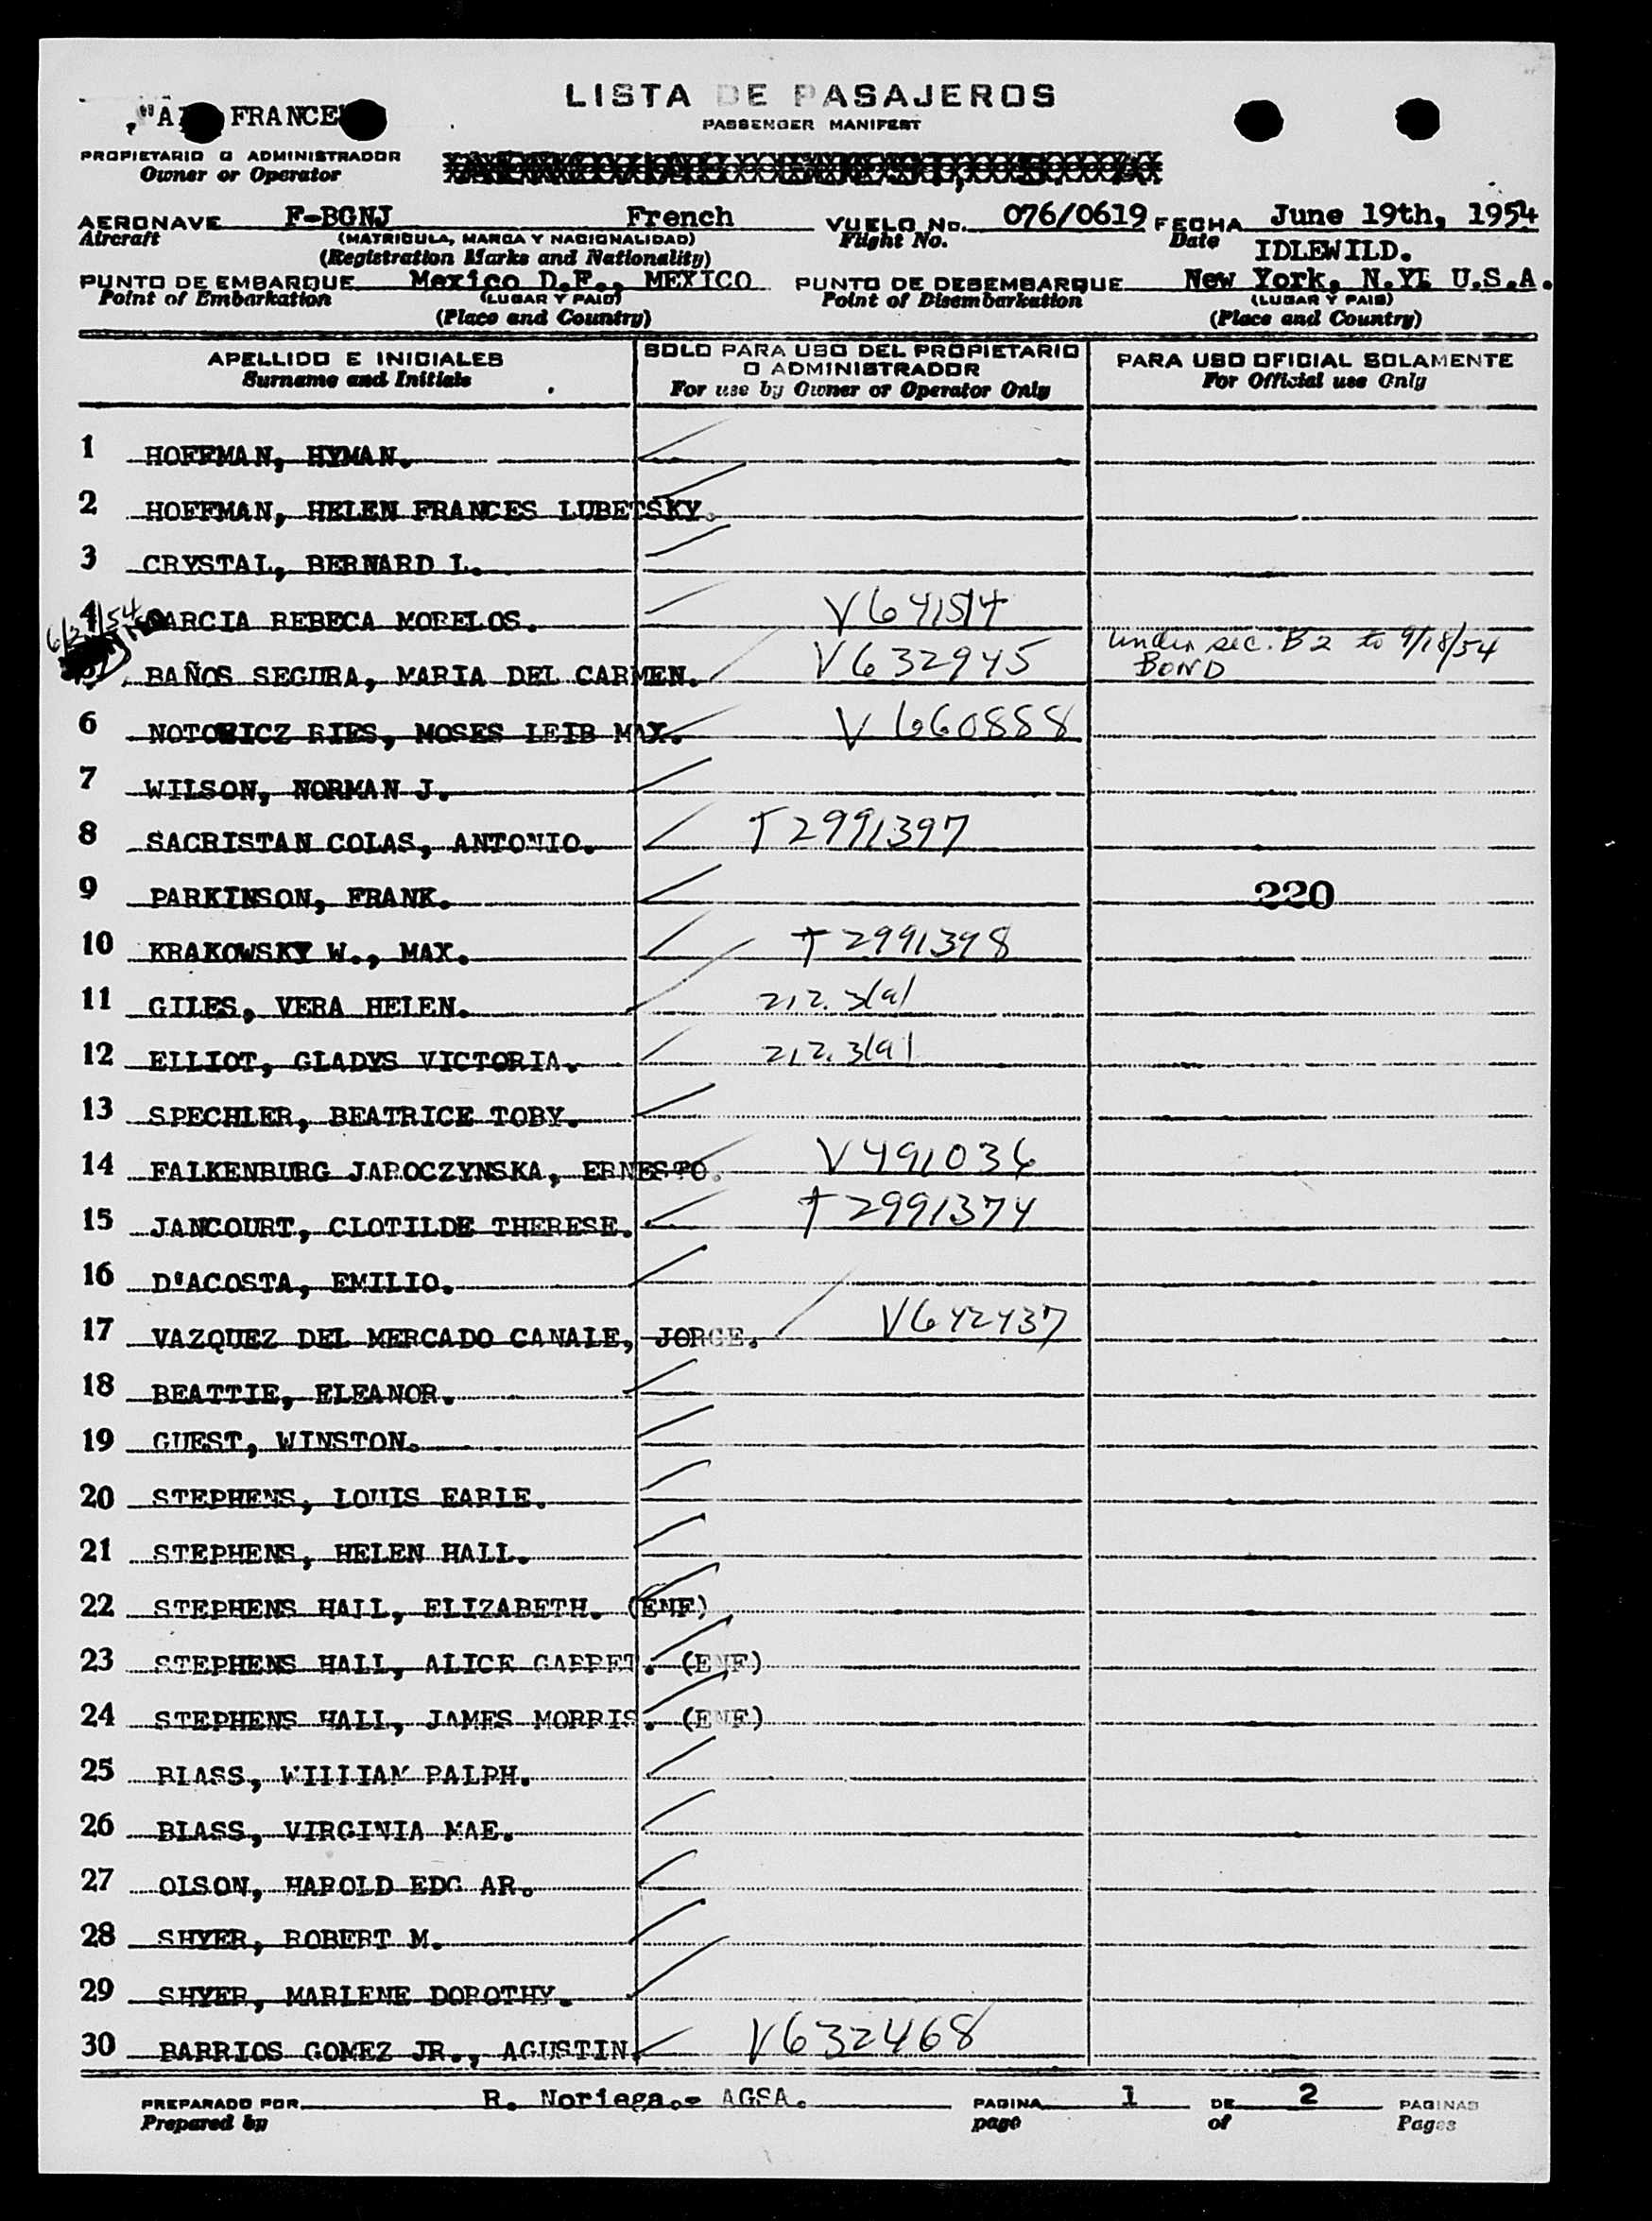 LISTA DE PASAJEROS
PASSENGER MANIFEST
"A FRANCE"
PROPIETARIO O ADMINISTRADOR
Owner or Operator
AERONAVE F-BGNJ French VUELO No. 076/0619 FECHA June 19th, 1954
Aircraft (MATRICULA, MARCA Y NACIONALIDAD) Flight No. Date IDLEWILD.
(Registration Marks and Nationality)
PUNTO DE EMBARQUE Mexico D.F., MEXICO PUNTO DE DESEMBARQUE New York, N.Y. U.S.A.
Point of Embarkation (LUGAR Y PAIS) Point of Disembarkation (LUGAR Y PAIS)
(Place and Country) (Place and Country)
APELLIDO E INICIALES SOLO PARA USO DEL PROPIETARIO O ADMINISTRADOR PARA USO OFICIAL SOLAMENTE
Surname and Initials For use by Owner or Operator Only For Official use Only
1 HOFFMAN, HYMAN.
2 HOFFMAN, HELEN FRANCES LUBETSKY.
3 CRYSTAL, BERNARD L.
4 GARCIA REBECA MORELOS. V641514
BAÑOS SEGURA, MARIA DEL CARMEN. V632945 under sec. B2 to 9/18/54
BOND
6 NOTOWICZ RIES, MOSES LEIB MAX. V660888
7 WILSON, NORMAN J.
8 SACRISTAN COLAS, ANTONIO. T2991397
9 PARKINSON, FRANK. 220
10 KRAKOWSKY W., MAX. T2991398
11 GILES, VERA HELEN. 212.3(a)
12 ELLIOT, GLADYS VICTORIA. 212.3(a)
13 SPECHLER, BEATRICE TOBY.
14 FALKENBURG JAROCZYNSKA, ERNESTO. V491036
15 JANCOURT, CLOTILDE THERESE. T2991374
16 D'ACOSTA, EMILIO.
17 VAZQUEZ DEL MERCADO CANALE, JORGE. V642437
18 BEATTIE, ELEANOR.
19 GUEST, WINSTON.
20 STEPHENS, LOUIS EARLE.
21 STEPHENS, HELEN HALL.
22 STEPHENS HALL, ELIZABETH. (ENF)
23 STEPHENS HALL, ALICE GARRET. (ENF)
24 STEPHENS HALL, JAMES MORRIS. (ENF)
25 BLASS, WILLIAM RALPH.
26 BLASS, VIRGINIA MAE.
27 OLSON, HAROLD EDG AR.
28 SHYER, ROBERT M.
29 SHYER, MARLENE DOROTHY.
30 BARRIOS GOMEZ JR., AGUSTIN. V632468
PREPARADO POR R. Noriega.- AGSA. PAGINA 1 DE 2 PAGINAS
Prepared by page of Pages